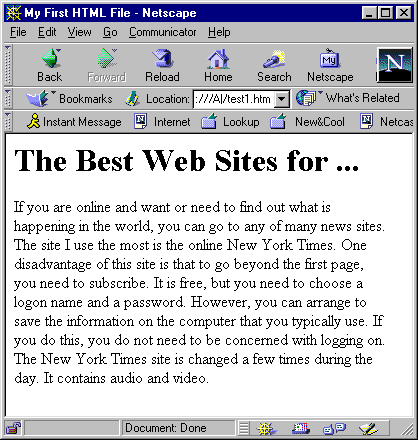 My First HTML File - Netscape
File Edit View Go Communicator Help
Back Forward Reload Home Search My Netscape
N
Bookmarks Location: :///A|/test1.htm What's Related
Instant Message Internet Lookup New&Cool Netcas
The Best Web Sites for ...
If you are online and want or need to find out what is
happening in the world, you can go to any of many news sites.
The site I use the most is the online New York Times. One
disadvantage of this site is that to go beyond the first page,
you need to subscribe. It is free, but you need to choose a
logon name and a password. However, you can arrange to
save the information on the computer that you typically use. If
you do this, you do not need to be concerned with logging on.
The New York Times site is changed a few times during the
day. It contains audio and video.
Document: Done